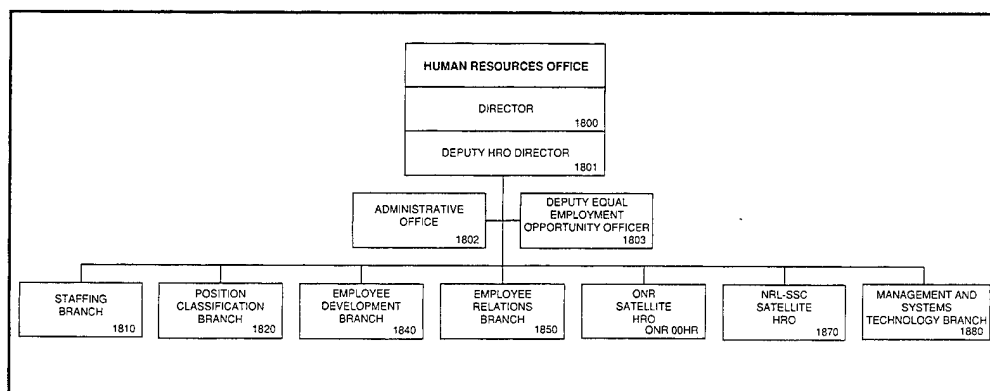 HUMAN RESOURCES OFFICE
DIRECTOR
1800
DEPUTY HRO DIRECTOR
1801
ADMINISTRATIVE
OFFICE
1802
DEPUTY EQUAL
EMPLOYMENT
OPPORTUNITY OFFICER
1803
STAFFING
BRANCH
1810
POSITION
CLASSIFICATION
BRANCH
1820
EMPLOYEE
DEVELOPMENT
BRANCH
1840
EMPLOYEE
RELATIONS
BRANCH
1850
ONR
SATELLITE
HRO
ONR 00HR
NRL-SSC
SATELLITE
HRO
1870
MANAGEMENT AND
SYSTEMS
TECHNOLOGY BRANCH
1880